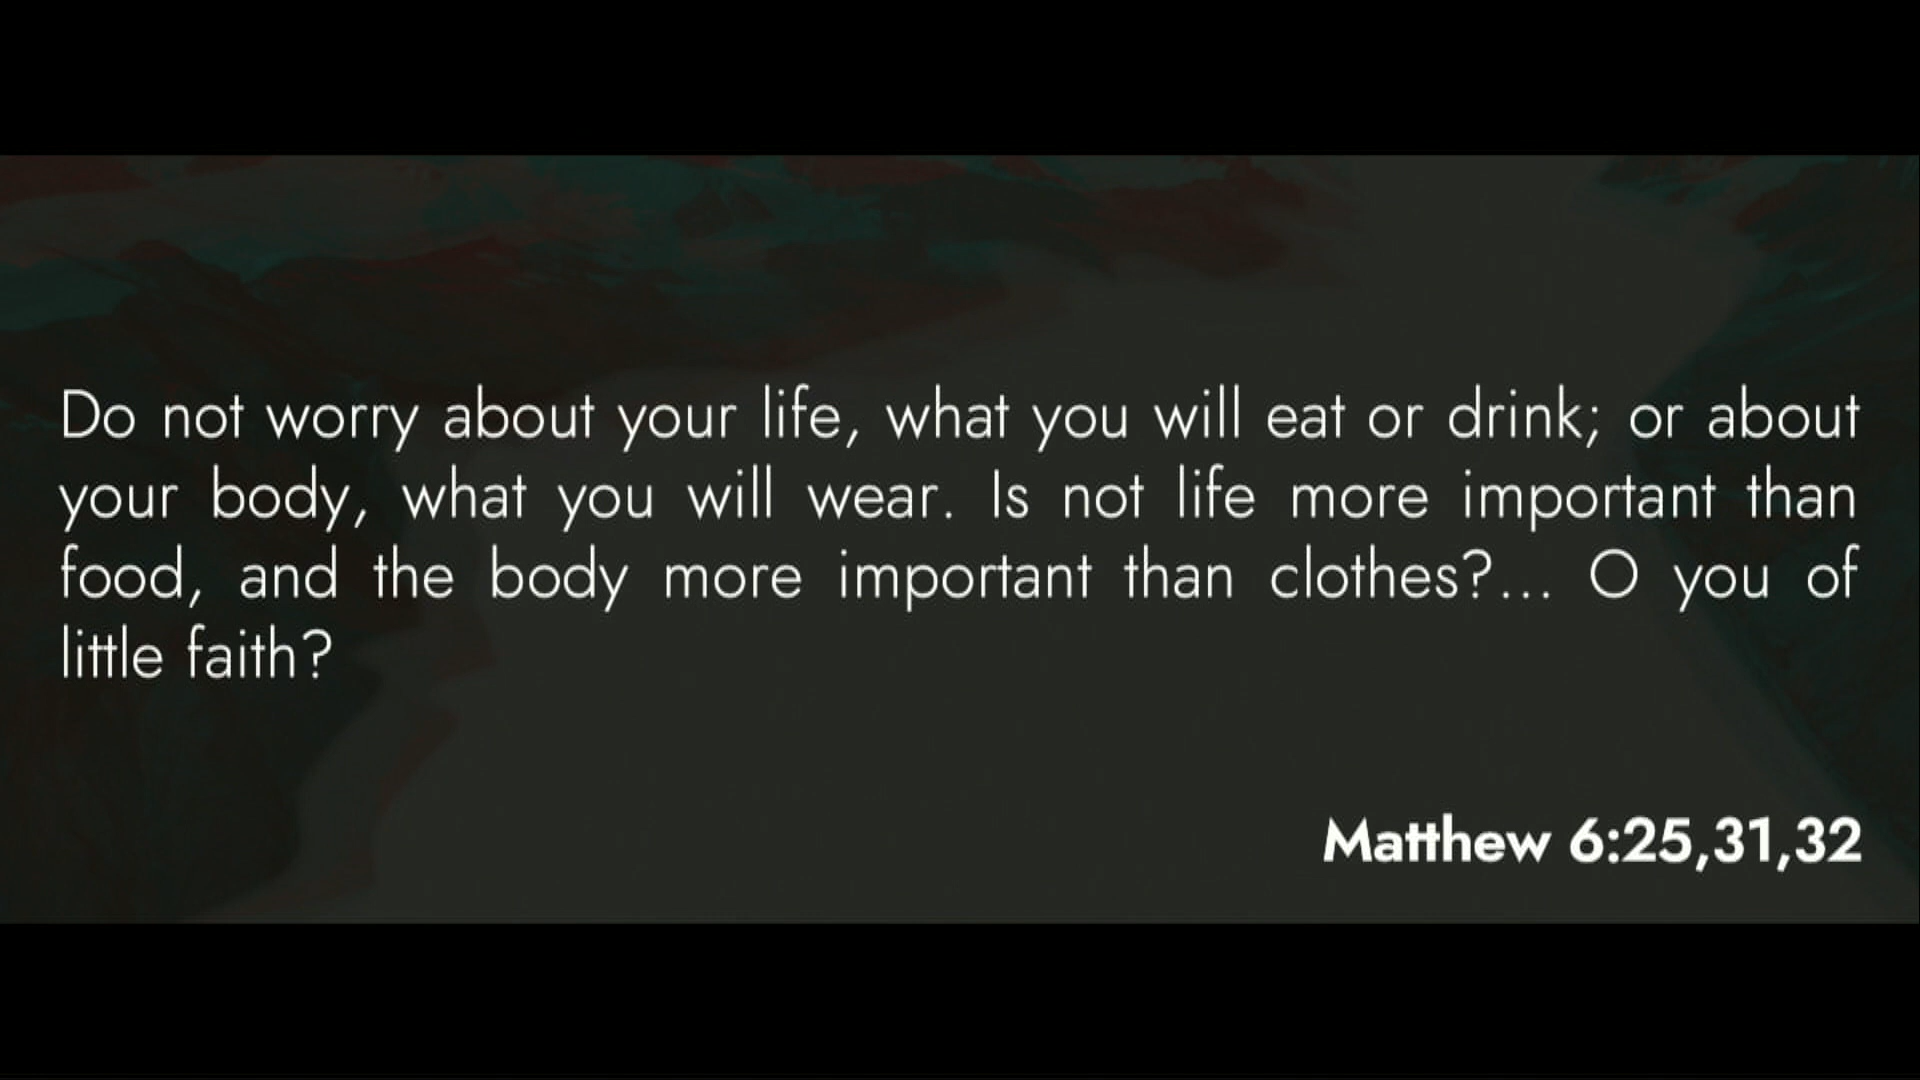 Do not worry about your life, what you will eat or drink; or about
your body, what you will wear. Is not life more important than
food, and the body more important than clothes?... O you of
little faith?
Matthew 6:25,31,32